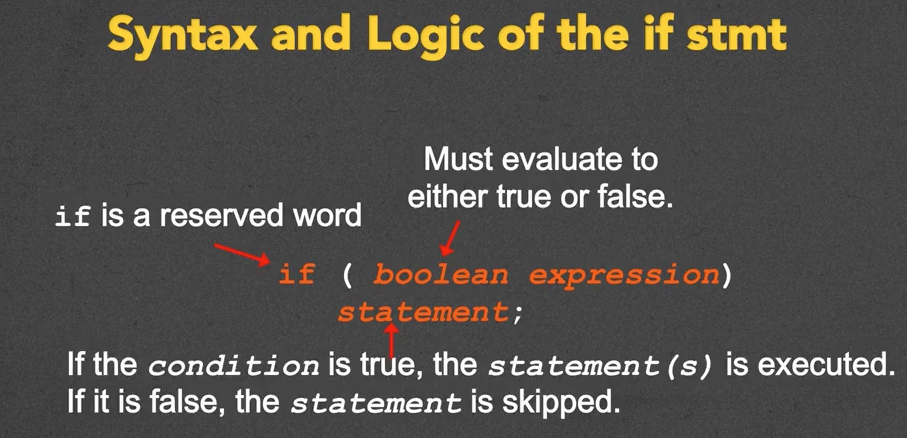 Syntax and Logic of the if stmt
Must evaluate to
either true or false.
if is a reserved word
if ( boolean expression)
statement;
If the condition is true, the statement(s) is executed.
If it is false, the statement is skipped.